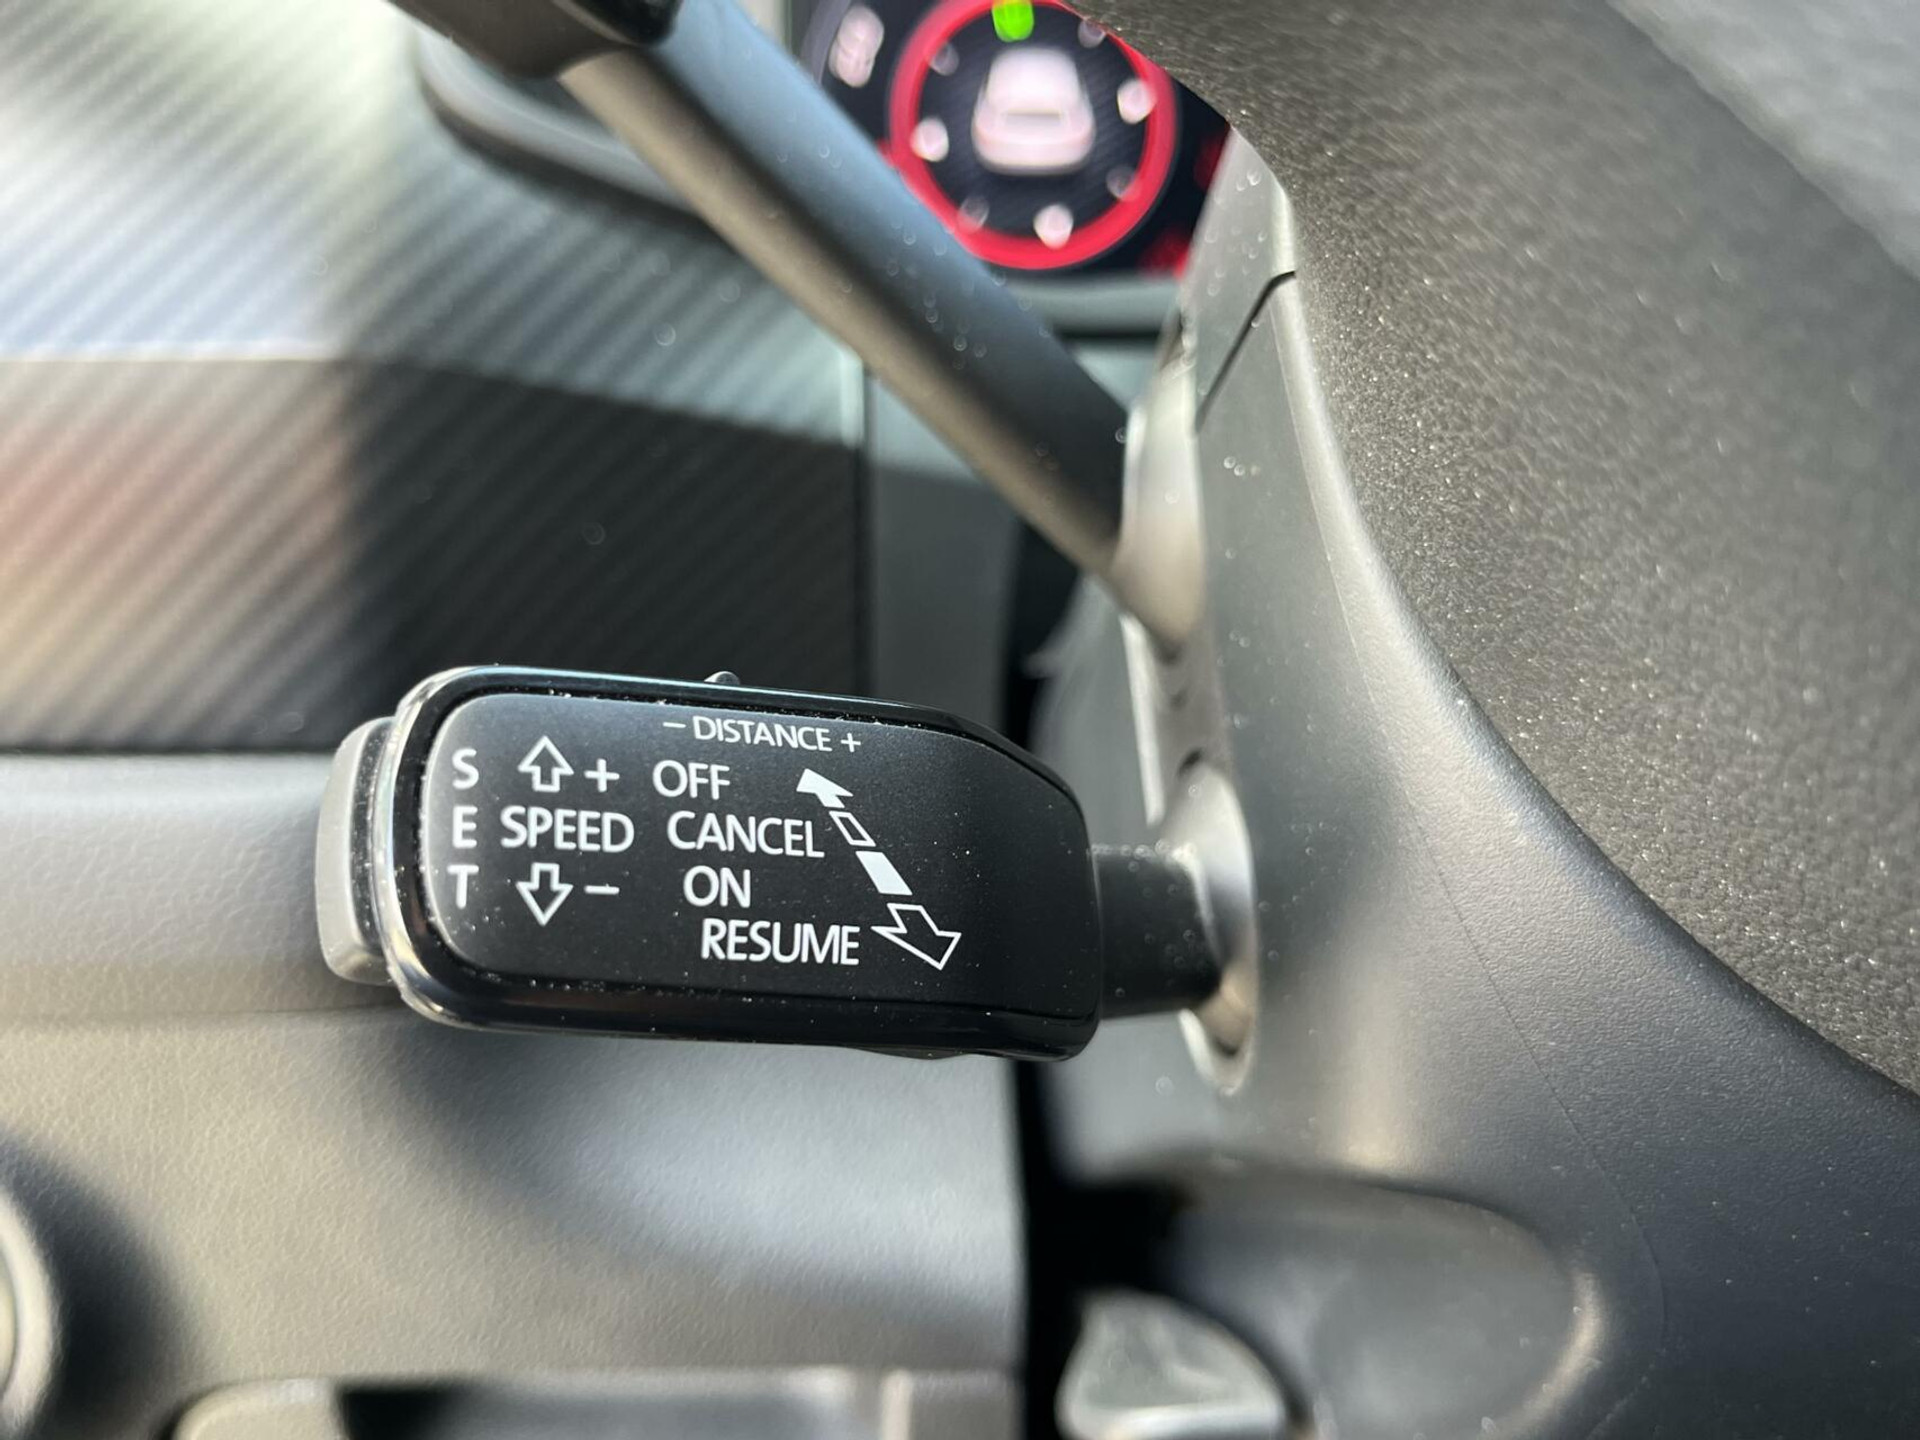 – DISTANCE +
S + OFF
E SPEED CANCEL
T – ON
RESUME